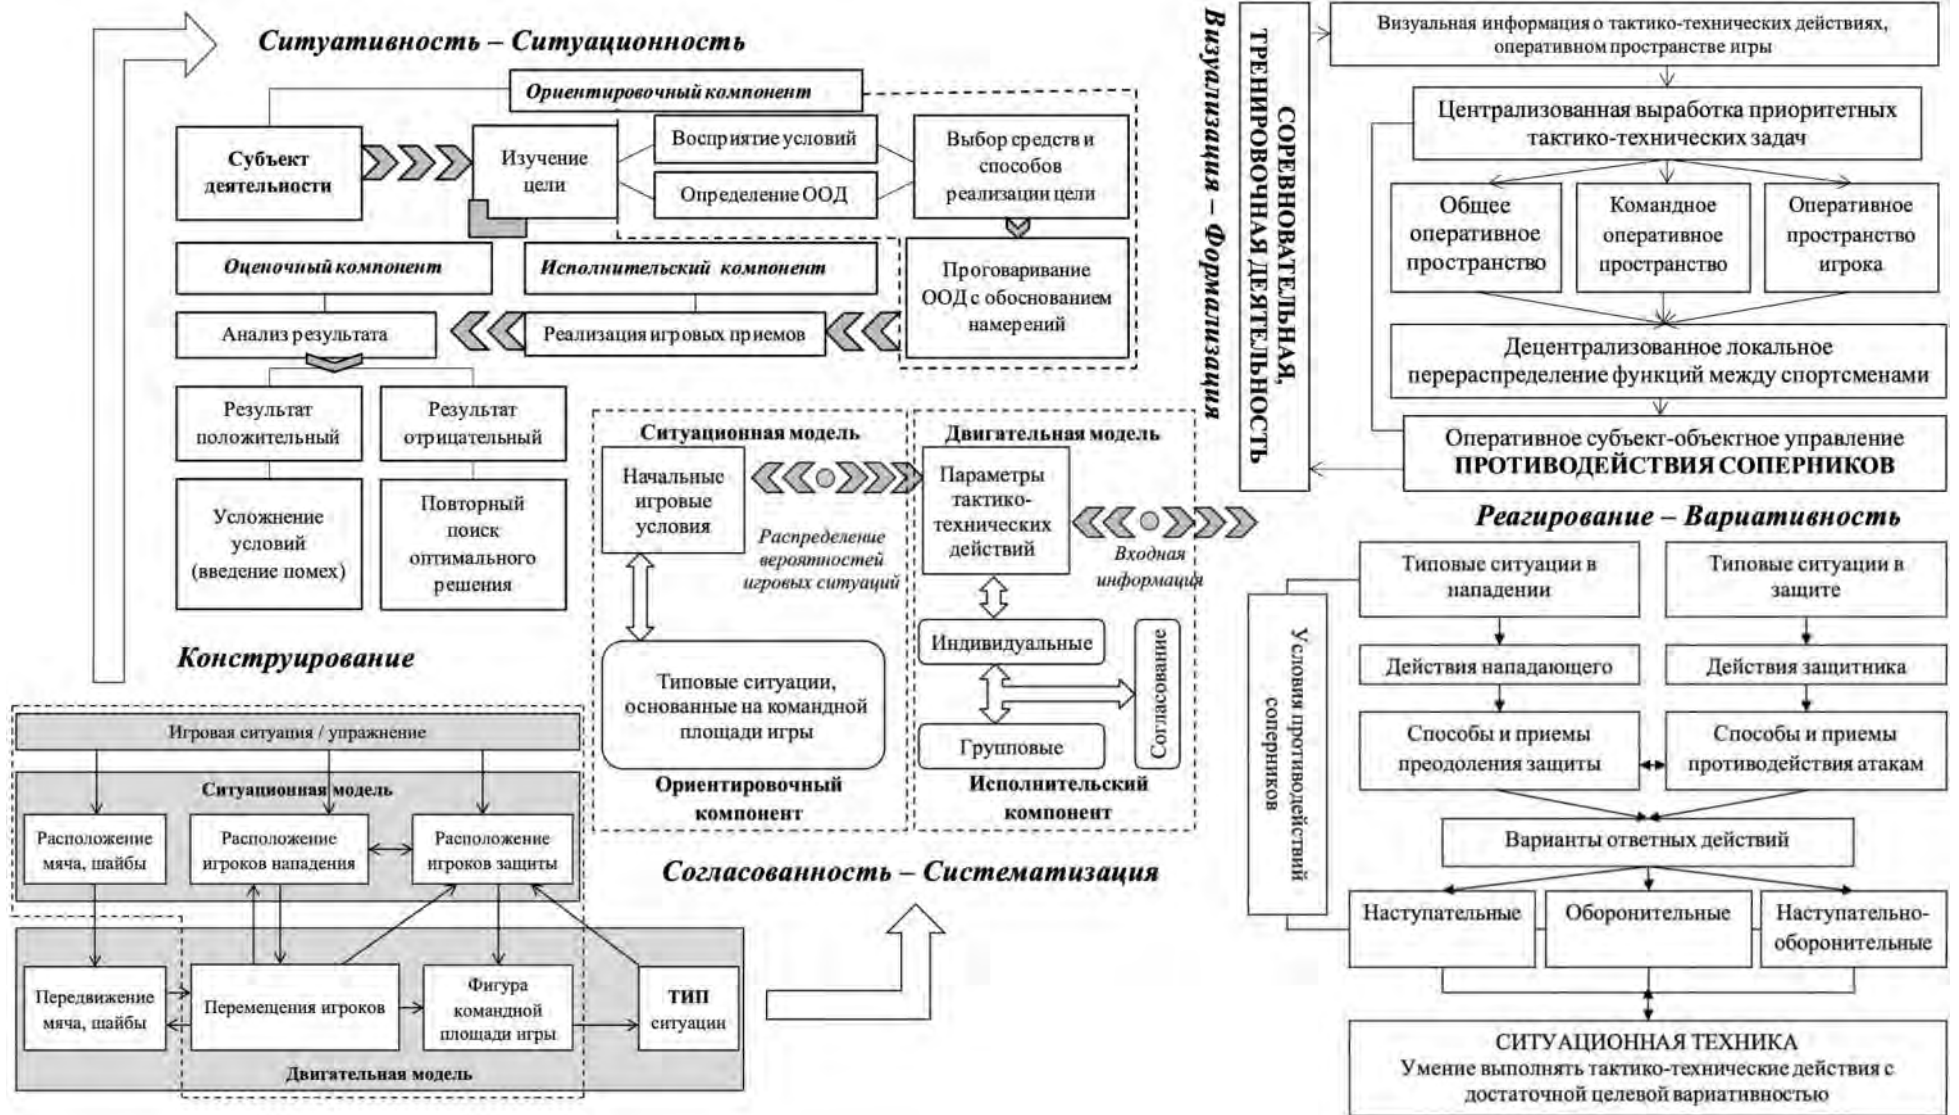 Ситуативность – Ситуационность
Ориентировочный компонент
Субъект
деятельности
Изучение
цели
Восприятие условий
Определение ООД
Выбор средств и
способов
реализации цели
Оценочный компонент
Исполнительский компонент
Проговаривание
ООД с обоснованием
намерений
Анализ результата
Реализация игровых приемов
Результат
положительный
Результат
отрицательный
Усложнение
условий
(введение помех)
Повторный
поиск
оптимального
решения
Конструирование
Игровая ситуация / упражнение
Ситуационная модель
Расположение
мяча, шайбы
Расположение
игроков нападения
Расположение
игроков защиты
Передвижение
мяча, шайбы
Перемещения игроков
Фигура
командной
площади игры
ТИП
ситуации
Двигательная модель
Ситуационная модель
Начальные
игровые
условия
Распределение
вероятностей
игровых ситуаций
Типовые ситуации,
основанные на командной
площади игры
Ориентировочный
компонент
Двигательная модель
Параметры
тактико-
технических
действий
Входная
информация
Индивидуальные
Групповые
Согласование
Исполнительский
компонент
Согласованность – Систематизация
Визуализация – Формализация
СОРЕВНОВАТЕЛЬНАЯ,
ТРЕНИРОВОЧНАЯ ДЕЯТЕЛЬНОСТЬ
Визуальная информация о тактико-технических действиях,
оперативном пространстве игры
Централизованная выработка приоритетных
тактико-технических задач
Общее
оперативное
пространство
Командное
оперативное
пространство
Оперативное
пространство
игрока
Децентрализованное локальное
перераспределение функций между спортсменами
Оперативное субъект-объектное управление
ПРОТИВОДЕЙСТВИЯ СОПЕРНИКОВ
Реагирование – Вариативность
Условия противодействий
соперников
Типовые ситуации в
нападении
Типовые ситуации в
защите
Действия нападающего
Действия защитника
Способы и приемы
преодоления защиты
Способы и приемы
противодействия атакам
Варианты ответных действий
Наступательные
Оборонительные
Наступательно-
оборонительные
СИТУАЦИОННАЯ ТЕХНИКА
Умение выполнять тактико-технические действия с
достаточной целевой вариативностью